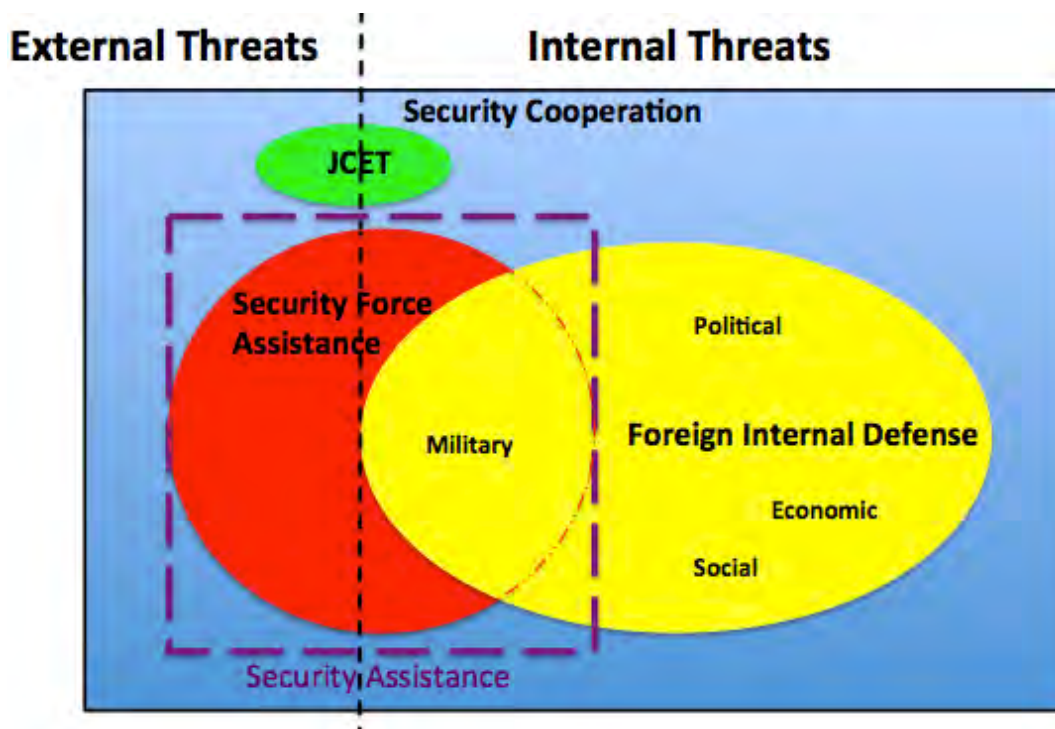 External Threats
Internal Threats
Security Cooperation
JCET
Security Force
Assistance
Political
Military
Foreign Internal Defense
Economic
Social
Security Assistance